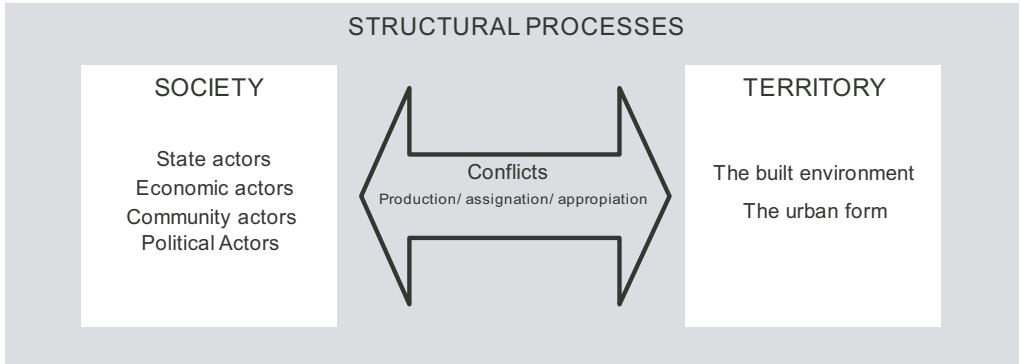 STRUCTURAL PROCESSES
SOCIETY
State actors
Economic actors
Community actors
Political Actors
Conflicts
Production/ assignation/ appropiation
TERRITORY
The built environment
The urban form